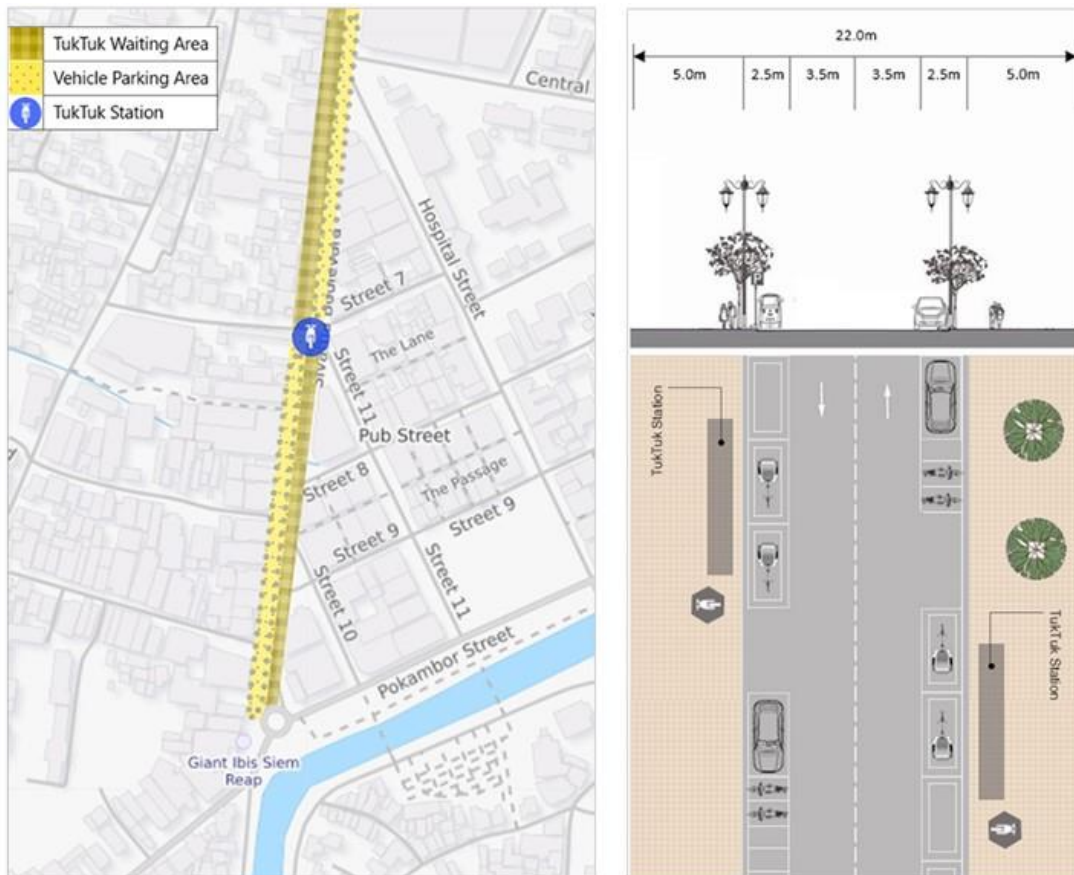 TukTuk Waiting Area
Vehicle Parking Area
TukTuk Station
Central
Hospital Street
Street 7
The Lane
Street 11
Pub Street
Street 8
The Passage
Street 9
Street 9
Street 10
Street 11
Pokambor Street
Giant Ibis Siem
Reap
22.0m
5.0m 2.5m 3.5m 3.5m 2.5m 5.0m
P
TukTuk Station
TukTuk Station